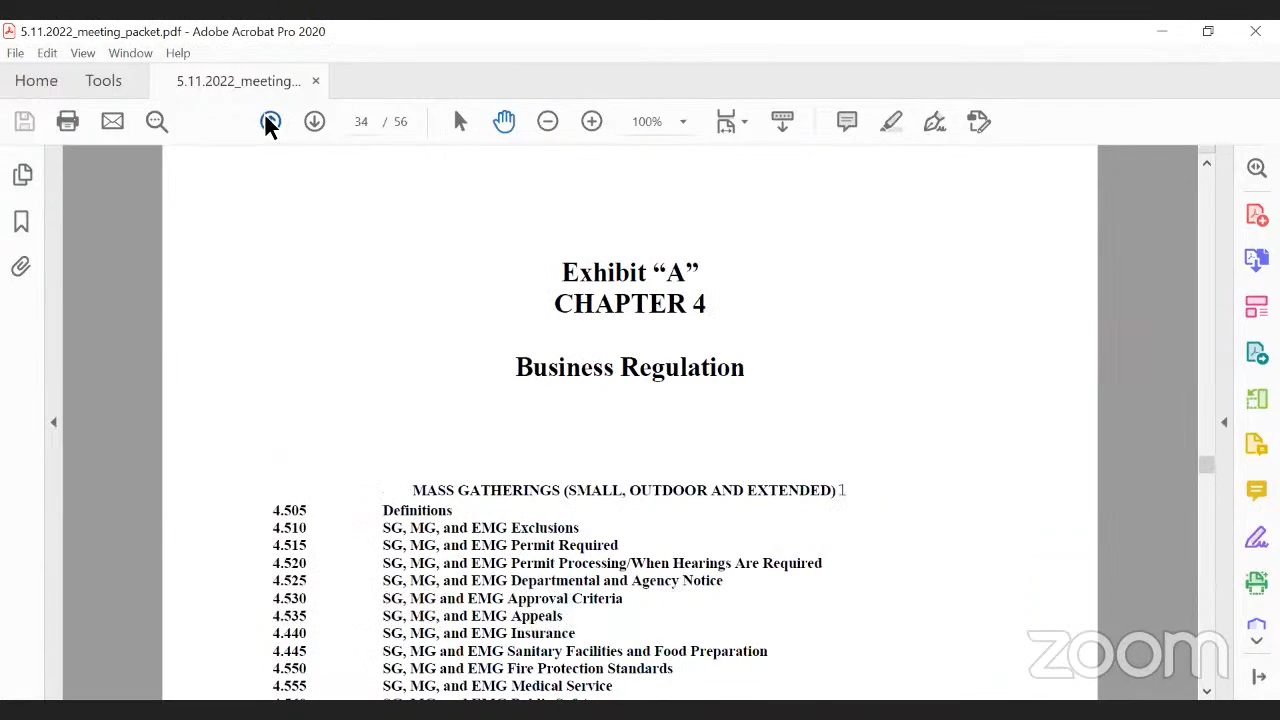 5.11.2022_meeting_packet.pdf - Adobe Acrobat Pro 2020
File Edit View Window Help
Home Tools 5.11.2022_meeting... ×
34 / 56 100%
Exhibit “A”
CHAPTER 4
Business Regulation
MASS GATHERINGS (SMALL, OUTDOOR AND EXTENDED) 1
4.505 Definitions
4.510 SG, MG, and EMG Exclusions
4.515 SG, MG, and EMG Permit Required
4.520 SG, MG, and EMG Permit Processing/When Hearings Are Required
4.525 SG, MG, and EMG Departmental and Agency Notice
4.530 SG, MG and EMG Approval Criteria
4.535 SG, MG, and EMG Appeals
4.440 SG, MG, and EMG Insurance
4.445 SG, MG and EMG Sanitary Facilities and Food Preparation
4.550 SG, MG and EMG Fire Protection Standards
4.555 SG, MG, and EMG Medical Service
zoom